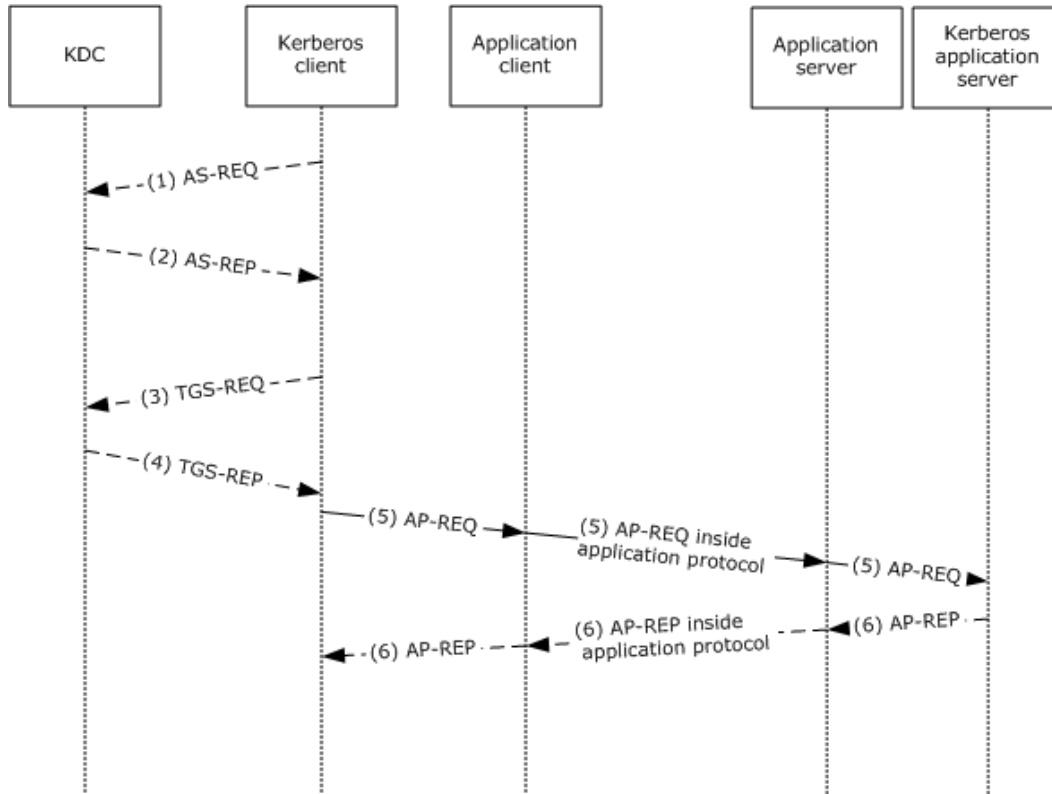 KDC
Kerberos
client
Application
client
Application
server
Kerberos
application
server
(1) AS-REQ
(2) AS-REP
(3) TGS-REQ
(4) TGS-REP
(5) AP-REQ
(5) AP-REQ inside
application protocol
(5) AP-REQ
(6) AP-REP
(6) AP-REP inside
application protocol
(6) AP-REP